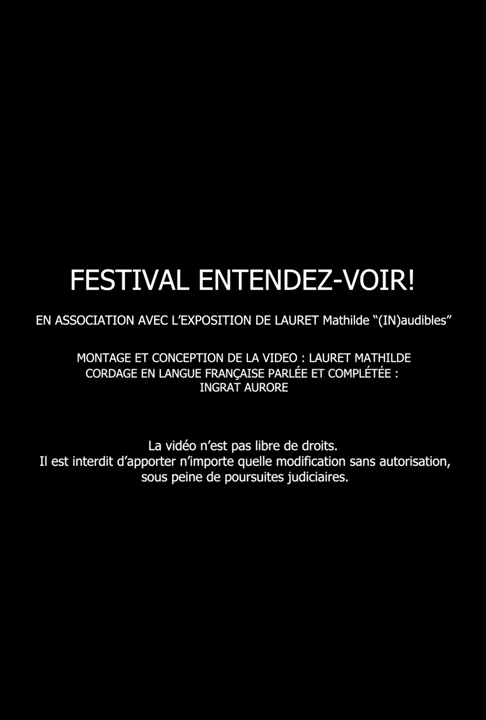 FESTIVAL ENTENDEZ-VOIR!
EN ASSOCIATION AVEC L’EXPOSITION DE LAURET Mathilde “(IN)audibles”
MONTAGE ET CONCEPTION DE LA VIDEO : LAURET MATHILDE
CORDAGE EN LANGUE FRANÇAISE PARLÉE ET COMPLÉTÉE :
INGRAT AURORE
La vidéo n’est pas libre de droits.
Il est interdit d’apporter n’importe quelle modification sans autorisation,
sous peine de poursuites judiciaires.